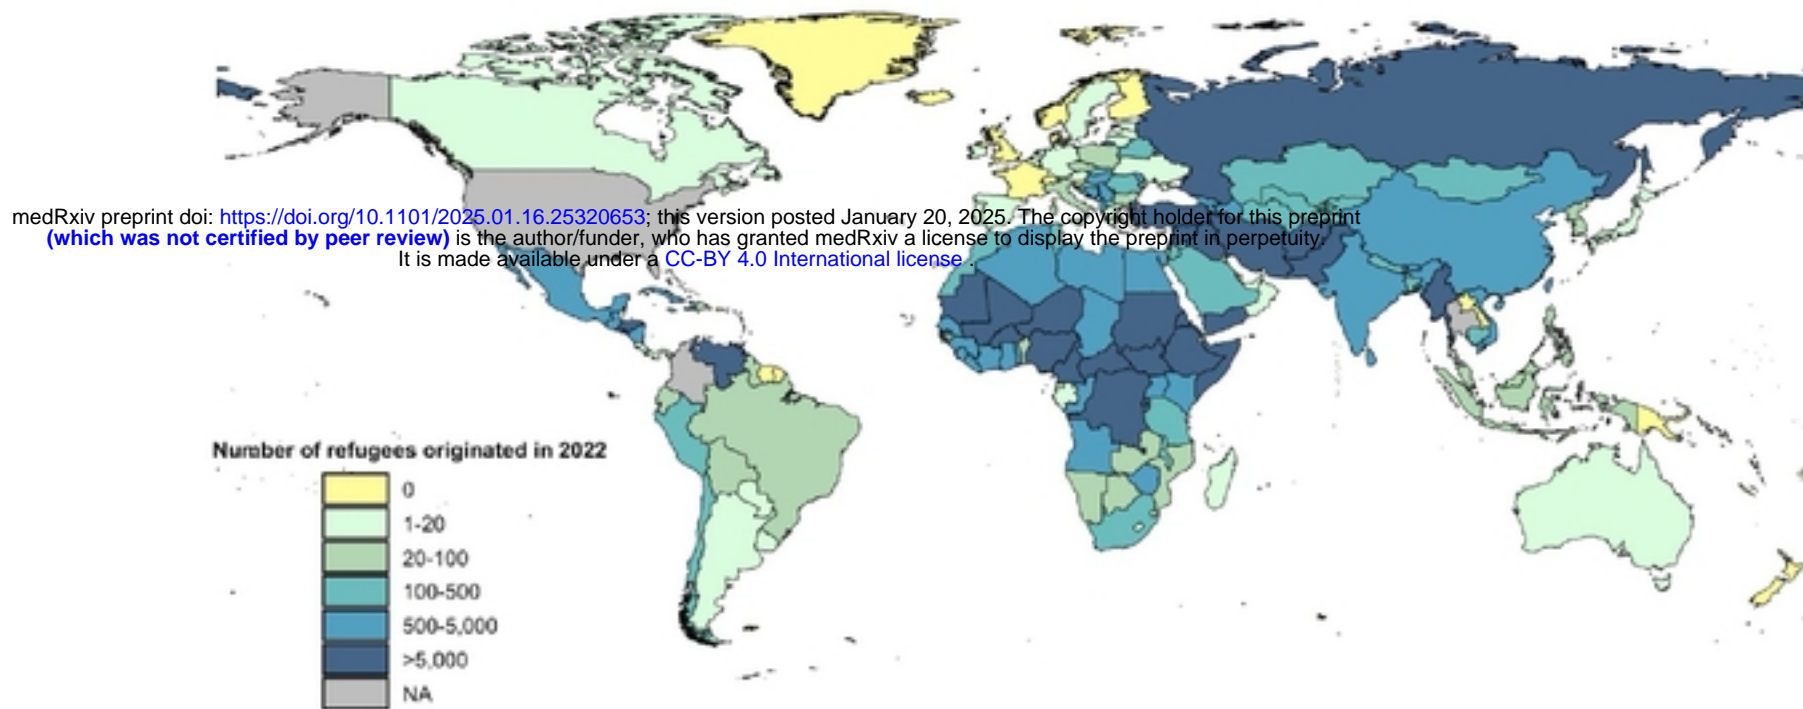 medRxiv preprint doi: https://doi.org/10.1101/2025.01.16.25320653; this version posted January 20, 2025. The copyright holder for this preprint
(which was not certified by peer review) is the author/funder, who has granted medRxiv a license to display the preprint in perpetuity.
It is made available under a CC-BY 4.0 International license .
Number of refugees originated in 2022
0
1-20
20-100
100-500
500-5,000
>5,000
NA